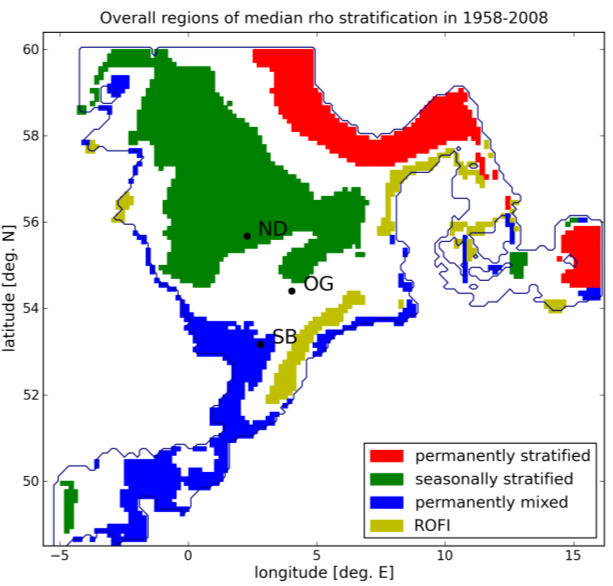 Overall regions of median rho stratification in 1958-2008
60
58
56
54
52
50
latitude [deg. N]
ND
OG
SB
permanently stratified
seasonally stratified
permanently mixed
ROFI
−5 0 5 10 15
longitude [deg. E]